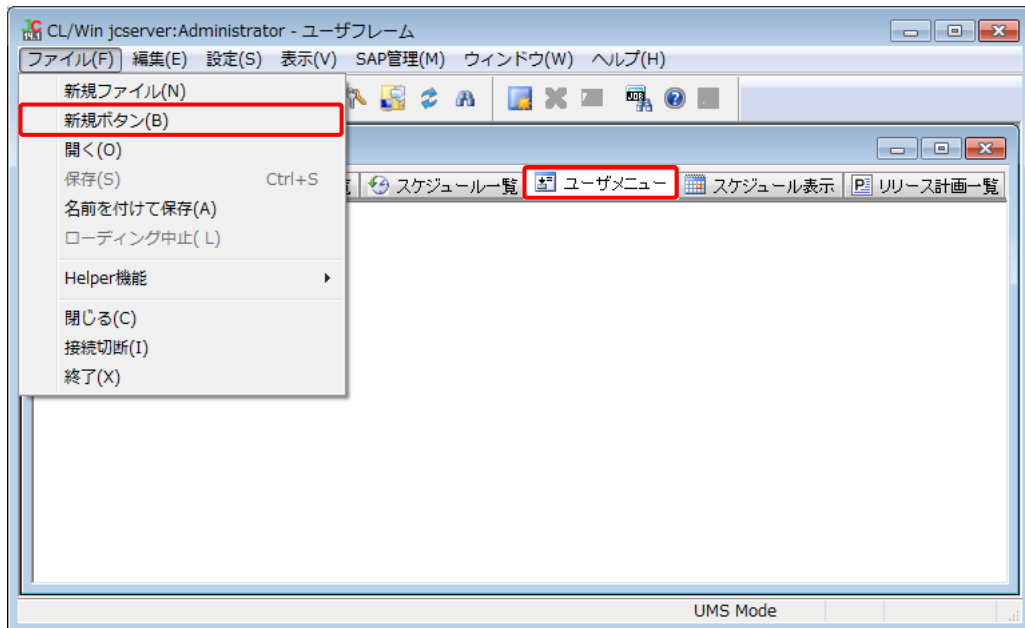 CL/Win jcserver:Administrator - ユーザフレーム
ファイル(F) 編集(E) 設定(S) 表示(V) SAP管理(M) ウィンドウ(W) ヘルプ(H)
新規ファイル(N)
新規ボタン(B)
開く(O)
保存(S) Ctrl+S
名前を付けて保存(A)
ローディング中止( L)
Helper機能
閉じる(C)
接続切断(I)
終了(X)
スケジュール一覧 ユーザメニュー スケジュール表示 リリース計画一覧
UMS Mode